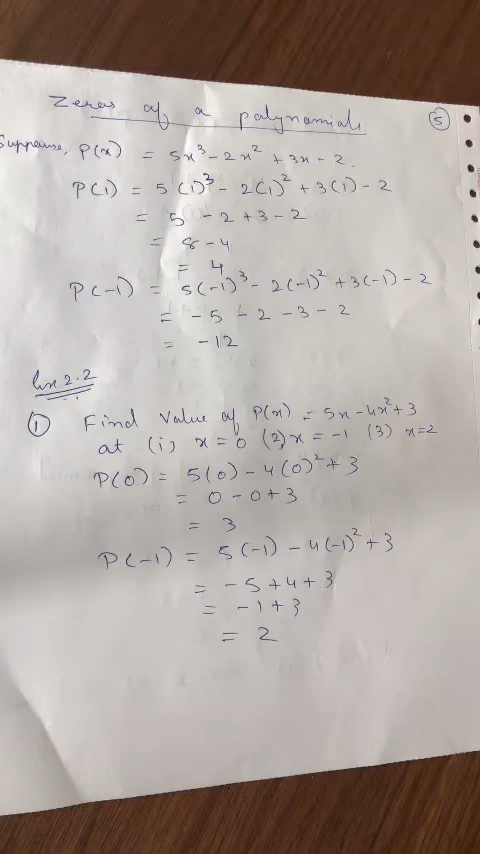 Zeros of a polynomials
5
Suppouse, P(x) = 5x³ - 2x² + 3x - 2.
P(1) = 5(1)³ - 2(1)² + 3(1) - 2
= 5 - 2 + 3 - 2
= 8 - 4
= 4
P(-1) = 5(-1)³ - 2(-1)² + 3(-1) - 2
= - 5 - 2 - 3 - 2
= -12
2.2
① Find value of P(x) = 5x - 4x² + 3
at (i) x = 0 (2) x = -1 (3) x = 2
P(0) = 5(0) - 4(0)² + 3
= 0 - 0 + 3
= 3
P(-1) = 5(-1) - 4(-1)² + 3
= -5 + 4 + 3
= -1 + 3
= 2